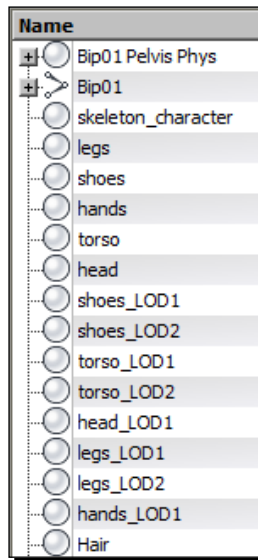 Name
Bip01 Pelvis Phys
Bip01
skeleton_character
legs
shoes
hands
torso
head
shoes_LOD1
shoes_LOD2
torso_LOD1
torso_LOD2
head_LOD1
legs_LOD1
legs_LOD2
hands_LOD1
Hair